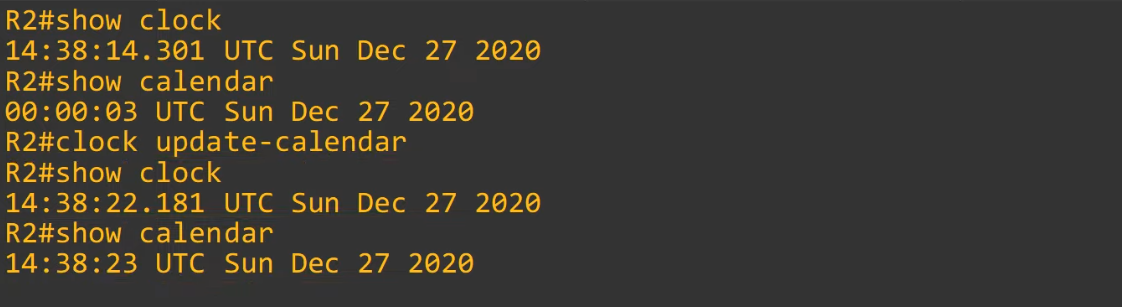 R2#show clock
14:38:14.301 UTC Sun Dec 27 2020
R2#show calendar
00:00:03 UTC Sun Dec 27 2020
R2#clock update-calendar
R2#show clock
14:38:22.181 UTC Sun Dec 27 2020
R2#show calendar
14:38:23 UTC Sun Dec 27 2020